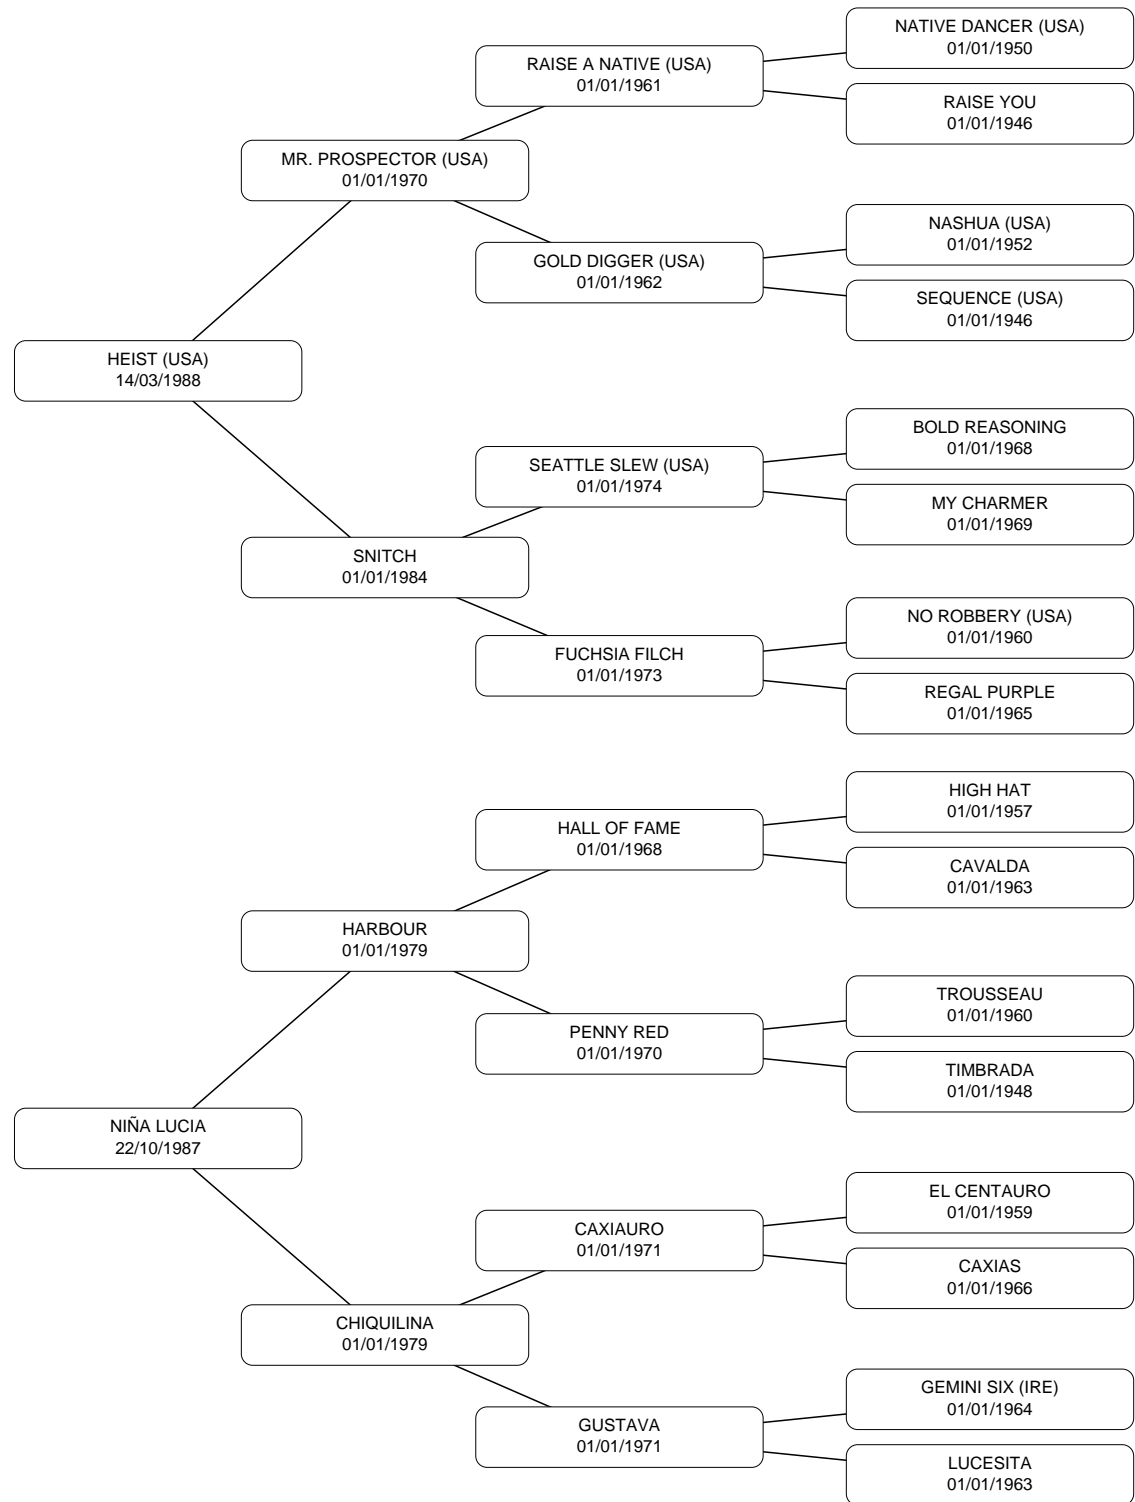 NATIVE DANCER (USA)
01/01/1950
RAISE A NATIVE (USA)
01/01/1961
RAISE YOU
01/01/1946
MR. PROSPECTOR (USA)
01/01/1970
NASHUA (USA)
01/01/1952
GOLD DIGGER (USA)
01/01/1962
SEQUENCE (USA)
01/01/1946
HEIST (USA)
14/03/1988
BOLD REASONING
01/01/1968
SEATTLE SLEW (USA)
01/01/1974
MY CHARMER
01/01/1969
SNITCH
01/01/1984
NO ROBBERY (USA)
01/01/1960
FUCHSIA FILCH
01/01/1973
REGAL PURPLE
01/01/1965
HIGH HAT
01/01/1957
HALL OF FAME
01/01/1968
CAVALDA
01/01/1963
HARBOUR
01/01/1979
TROUSSEAU
01/01/1960
PENNY RED
01/01/1970
TIMBRADA
01/01/1948
NIÑA LUCIA
22/10/1987
EL CENTAURO
01/01/1959
CAXIAURO
01/01/1971
CAXIAS
01/01/1966
CHIQUILINA
01/01/1979
GEMINI SIX (IRE)
01/01/1964
GUSTAVA
01/01/1971
LUCESITA
01/01/1963